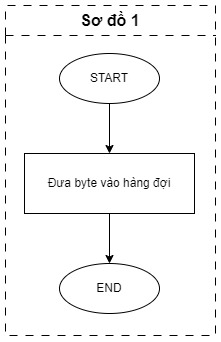 Sơ đồ 1
START
Đưa byte vào hàng đợi
END